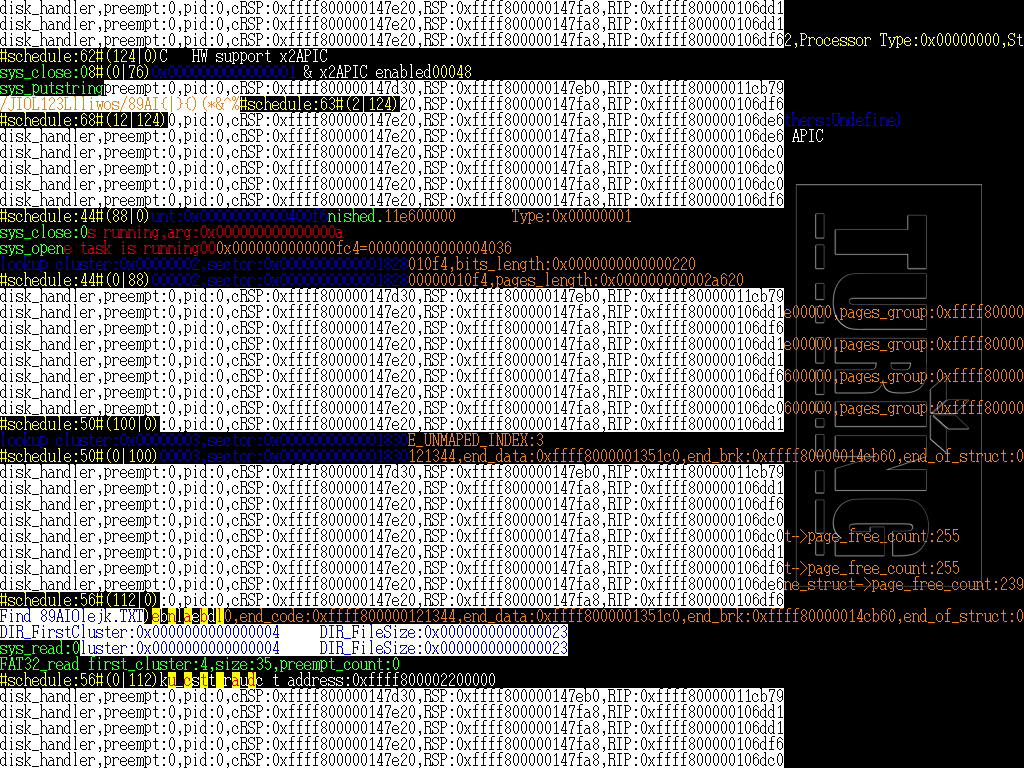 disk_handler,preempt:0,pid:0,cRSP:0xffff800000147e20,RSP:0xffff800000147fa8,RIP:0xffff800000106dd1
disk_handler,preempt:0,pid:0,cRSP:0xffff800000147e20,RSP:0xffff800000147fa8,RIP:0xffff800000106df6
disk_handler,preempt:0,pid:0,cRSP:0xffff800000147e20,RSP:0xffff800000147fa8,RIP:0xffff800000106dd12,Processor Type:0x00000000,St
#schedule:62#(124|0)C   HW support x2APIC
sys_close:08#(0|76)0x0000000000000001 & x2APIC enabled00048
sys_putstringpreempt:0,pid:0,cRSP:0xffff800000147d30,RSP:0xffff800000147eb0,RIP:0xffff80000011cb79
/JIOL123Llliwos/89AI{|}()(*&^%#schedule:63#(2|124)20,RSP:0xffff800000147fa8,RIP:0xffff800000106df6
#schedule:68#(12|124)0,pid:0,cRSP:0xffff800000147e20,RSP:0xffff800000147fa8,RIP:0xffff800000106de6thers:Undefine)
disk_handler,preempt:0,pid:0,cRSP:0xffff800000147e20,RSP:0xffff800000147fa8,RIP:0xffff800000106dc0 APIC
disk_handler,preempt:0,pid:0,cRSP:0xffff800000147e20,RSP:0xffff800000147fa8,RIP:0xffff800000106dc0
disk_handler,preempt:0,pid:0,cRSP:0xffff800000147e20,RSP:0xffff800000147fa8,RIP:0xffff800000106dd1
disk_handler,preempt:0,pid:0,cRSP:0xffff800000147e20,RSP:0xffff800000147fa8,RIP:0xffff800000106dc0
disk_handler,preempt:0,pid:0,cRSP:0xffff800000147e20,RSP:0xffff800000147fa8,RIP:0xffff800000106df6
#schedule:44#(88|0)unt:0x0000000000400f6nished.11e600000       Type:0x00000001
sys_close:0s running,arg:0x000000000000000a
sys_opene task is running0000x0000000000000fc4=000000000000004036
lookup cluster:0x00000002,sector:0x0000000000001828010f4,bits_length:0x0000000000000220
#schedule:44#(0|88)000002,sector:0x000000000000182800000010f4,pages_length:0x000000000002a620
disk_handler,preempt:0,pid:0,cRSP:0xffff800000147d30,RSP:0xffff800000147eb0,RIP:0xffff80000011cb79
disk_handler,preempt:0,pid:0,cRSP:0xffff800000147e20,RSP:0xffff800000147fa8,RIP:0xffff800000106dd1e00000,pages_group:0xffff80000
disk_handler,preempt:0,pid:0,cRSP:0xffff800000147e20,RSP:0xffff800000147fa8,RIP:0xffff800000106df6
disk_handler,preempt:0,pid:0,cRSP:0xffff800000147e20,RSP:0xffff800000147fa8,RIP:0xffff800000106dd1e00000,pages_group:0xffff80000
disk_handler,preempt:0,pid:0,cRSP:0xffff800000147e20,RSP:0xffff800000147fa8,RIP:0xffff800000106df6
disk_handler,preempt:0,pid:0,cRSP:0xffff800000147e20,RSP:0xffff800000147fa8,RIP:0xffff800000106df6600000,pages_group:0xffff80000
disk_handler,preempt:0,pid:0,cRSP:0xffff800000147e20,RSP:0xffff800000147fa8,RIP:0xffff800000106dd1
disk_handler,preempt:0,pid:0,cRSP:0xffff800000147e20,RSP:0xffff800000147fa8,RIP:0xffff800000106dc060000,pages_group:0xffff80000
#schedule:50#(100|0),pid:0,cRSP:0xffff800000147e20,RSP:0xffff800000147fa8,RIP:0xffff800000106dd1
lookup cluster:0x00000003,sector:0x0000000000001830E_UNMAPED_INDEX:3
#schedule:50#(0|100)00003,sector:0x0000000000001830121344,end_data:0xffff8000001351c0,end_brk:0xffff80000014cb60,end_of_struct:0
disk_handler,preempt:0,pid:0,cRSP:0xffff800000147d30,RSP:0xffff800000147eb0,RIP:0xffff80000011cb79
disk_handler,preempt:0,pid:0,cRSP:0xffff800000147e20,RSP:0xffff800000147fa8,RIP:0xffff800000106dd1
disk_handler,preempt:0,pid:0,cRSP:0xffff800000147e20,RSP:0xffff800000147fa8,RIP:0xffff800000106df6
disk_handler,preempt:0,pid:0,cRSP:0xffff800000147e20,RSP:0xffff800000147fa8,RIP:0xffff800000106dc0
disk_handler,preempt:0,pid:0,cRSP:0xffff800000147e20,RSP:0xffff800000147fa8,RIP:0xffff800000106dc0t->page_free_count:255
disk_handler,preempt:0,pid:0,cRSP:0xffff800000147e20,RSP:0xffff800000147fa8,RIP:0xffff800000106dd1
disk_handler,preempt:0,pid:0,cRSP:0xffff800000147e20,RSP:0xffff800000147fa8,RIP:0xffff800000106df6t->page_free_count:255
disk_handler,preempt:0,pid:0,cRSP:0xffff800000147e20,RSP:0xffff800000147fa8,RIP:0xffff800000106de6ne_struct->page_free_count:239
#schedule:56#(112|0),pid:0,cRSP:0xffff800000147e20,RSP:0xffff800000147fa8,RIP:0xffff800000106df6
Find 89AIOlejk.TXT 0,end_code:0xffff800000121344,end_data:0xffff8000001351c0,end_brk:0xffff80000014cb60,end_of_struct:0
DIR_FirstCluster:0x0000000000000004     DIR_FileSize:0x0000000000000023
sys_read:0luster:0x0000000000000004     DIR_FileSize:0x0000000000000023
FAT32_read first_cluster:4,size:35,preempt_count:0
#schedule:56#(0|112) t address:0xffff800002200000
disk_handler,preempt:0,pid:0,cRSP:0xffff800000147d30,RSP:0xffff800000147eb0,RIP:0xffff80000011cb79
disk_handler,preempt:0,pid:0,cRSP:0xffff800000147e20,RSP:0xffff800000147fa8,RIP:0xffff800000106dd1
disk_handler,preempt:0,pid:0,cRSP:0xffff800000147e20,RSP:0xffff800000147fa8,RIP:0xffff800000106df6
disk_handler,preempt:0,pid:0,cRSP:0xffff800000147e20,RSP:0xffff800000147fa8,RIP:0xffff800000106dc0
disk_handler,preempt:0,pid:0,cRSP:0xffff800000147e20,RSP:0xffff800000147fa8,RIP:0xffff800000106df6
TURING